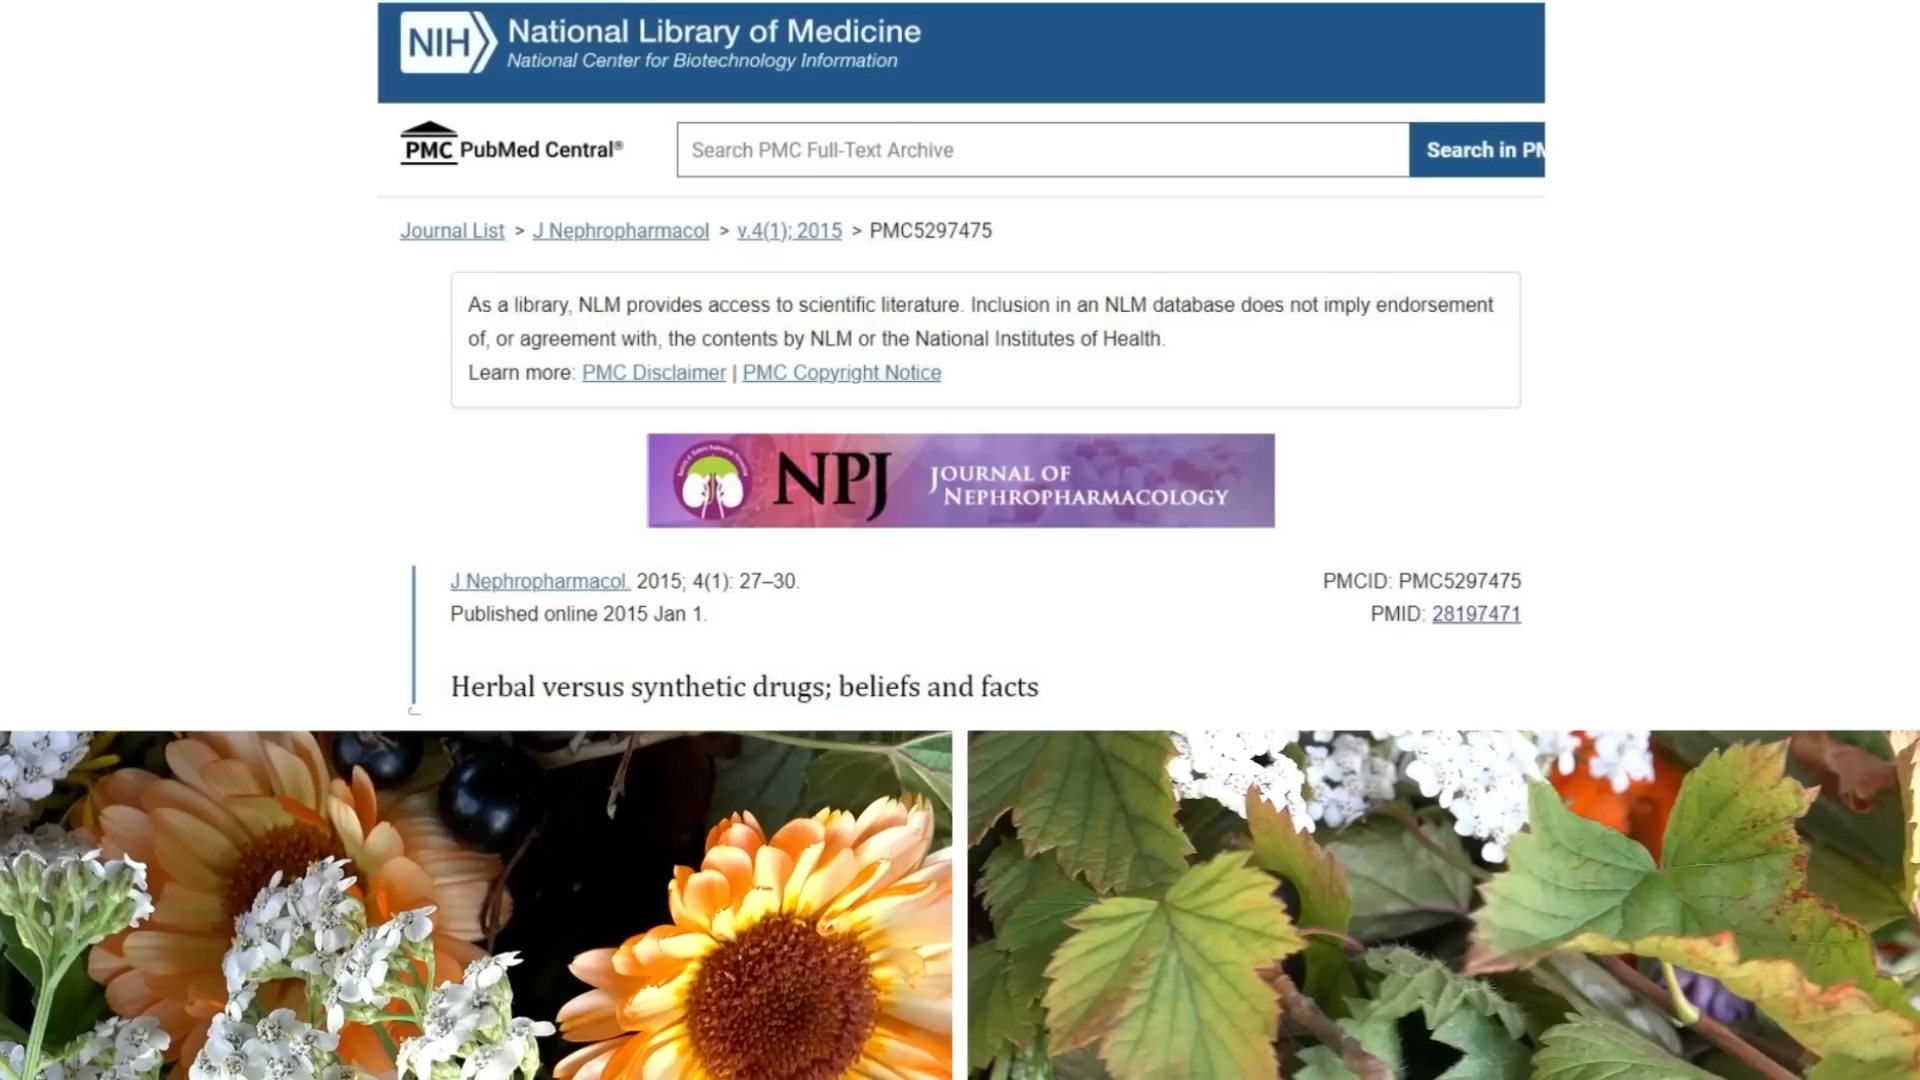 NIH National Library of Medicine
National Center for Biotechnology Information
PMC PubMed Central®
Search PMC Full-Text Archive
Search in PM
Journal List > J Nephropharmacol > v.4(1); 2015 > PMC5297475
As a library, NLM provides access to scientific literature. Inclusion in an NLM database does not imply endorsement
of, or agreement with, the contents by NLM or the National Institutes of Health.
Learn more: PMC Disclaimer | PMC Copyright Notice
NPJ JOURNAL OF
NEPHROPHARMACOLOGY
J Nephropharmacol. 2015; 4(1): 27–30.
PMCID: PMC5297475
Published online 2015 Jan 1.
PMID: 28197471
Herbal versus synthetic drugs; beliefs and facts